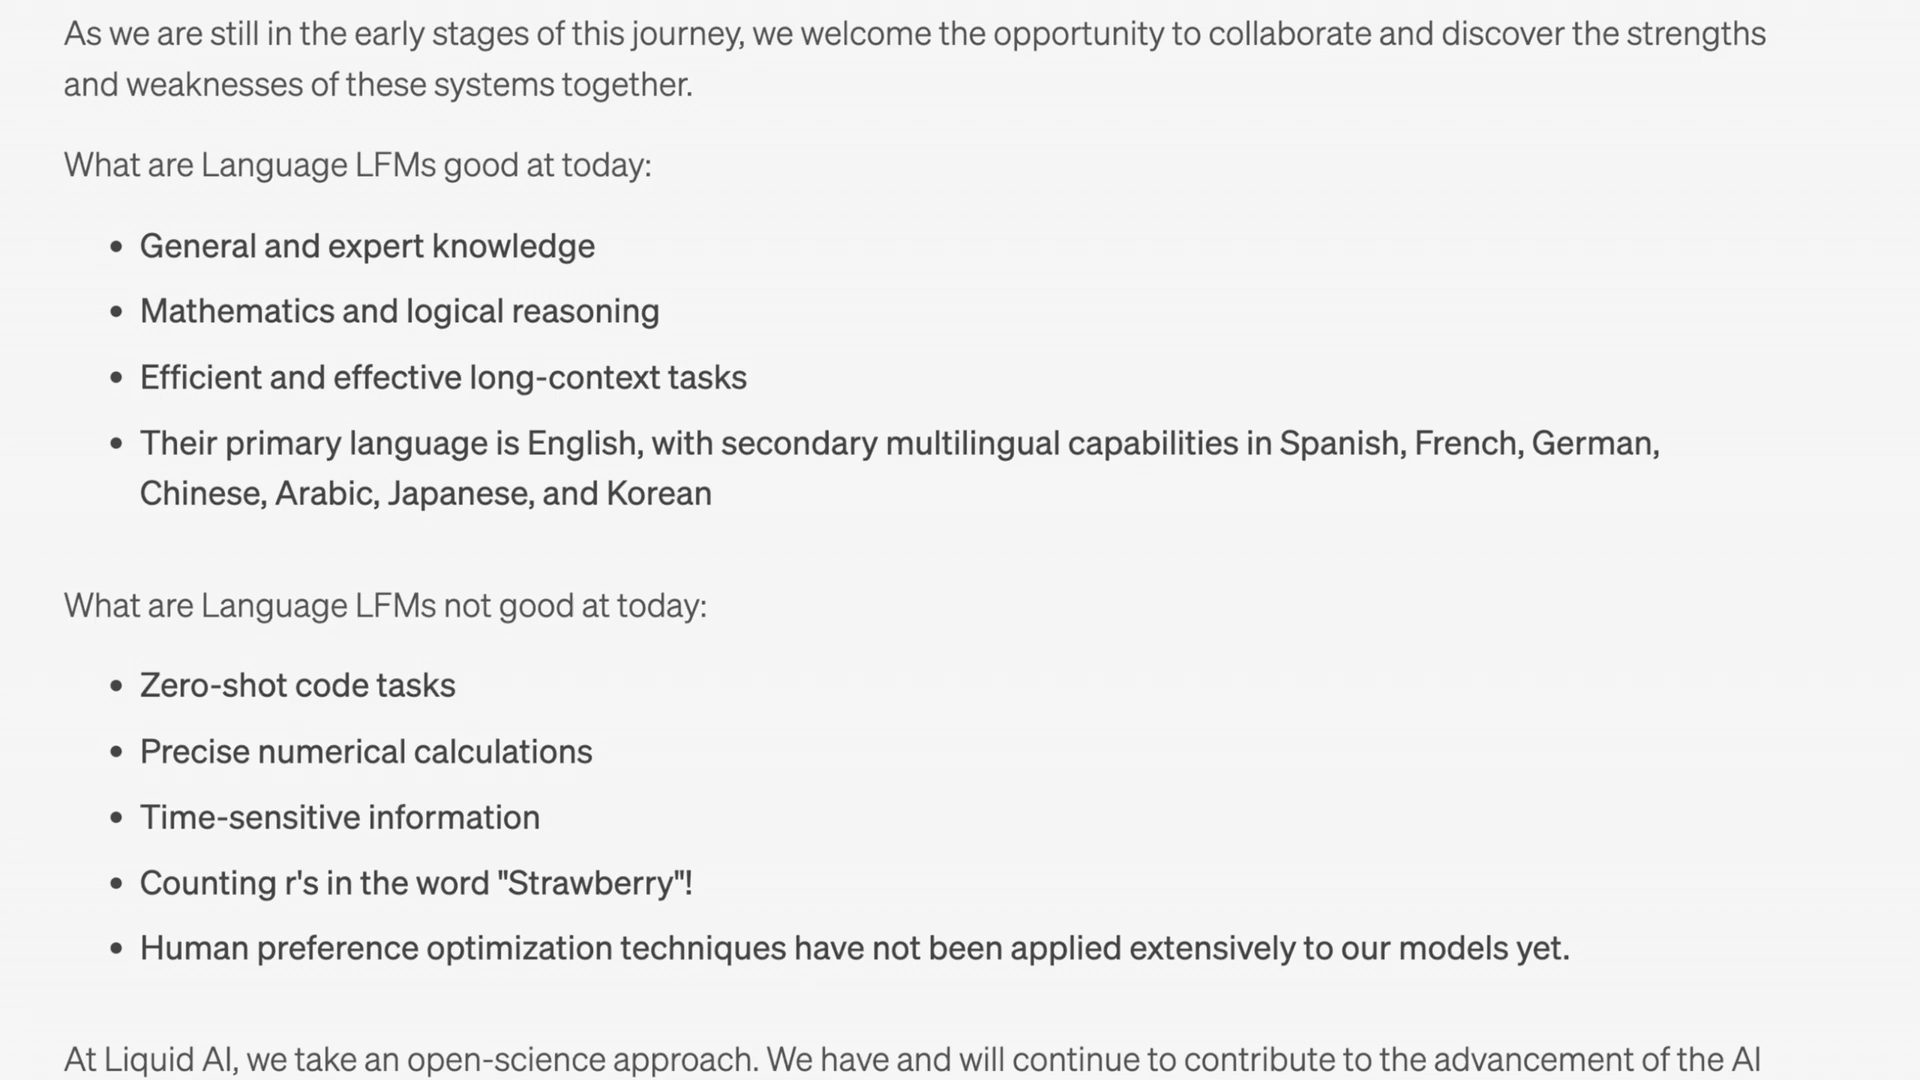 As we are still in the early stages of this journey, we welcome the opportunity to collaborate and discover the strengths
and weaknesses of these systems together.
What are Language LFMs good at today:
• General and expert knowledge
• Mathematics and logical reasoning
• Efficient and effective long-context tasks
• Their primary language is English, with secondary multilingual capabilities in Spanish, French, German,
Chinese, Arabic, Japanese, and Korean
What are Language LFMs not good at today:
• Zero-shot code tasks
• Precise numerical calculations
• Time-sensitive information
• Counting r's in the word "Strawberry"!
• Human preference optimization techniques have not been applied extensively to our models yet.
At Liquid AI, we take an open-science approach. We have and will continue to contribute to the advancement of the AI